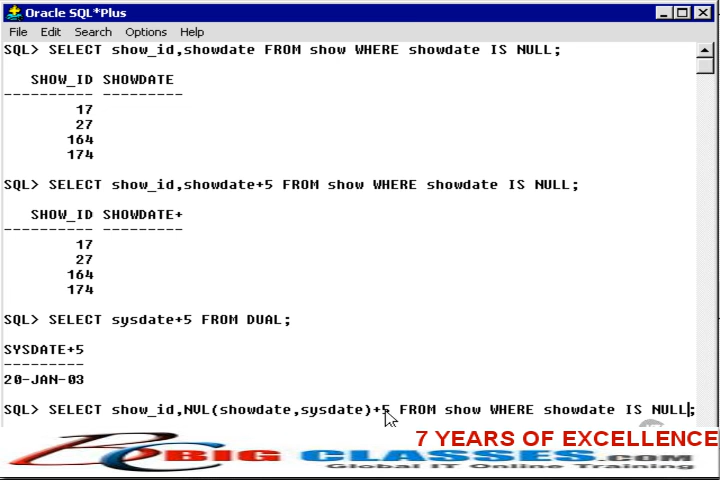 Oracle SQL*Plus
File Edit Search Options Help
SQL> SELECT show_id,showdate FROM show WHERE showdate IS NULL;
SHOW_ID SHOWDATE
---------- ---------
17
27
164
174
SQL> SELECT show_id,showdate+5 FROM show WHERE showdate IS NULL;
SHOW_ID SHOWDATE+
---------- ---------
17
27
164
174
SQL> SELECT sysdate+5 FROM DUAL;
SYSDATE+5
---------
20-JAN-03
SQL> SELECT show_id,NVL(showdate,sysdate)+5 FROM show WHERE showdate IS NULL;
7 YEARS OF EXCELLENCE
BIG CLASSES.COM
Global IT Online Training